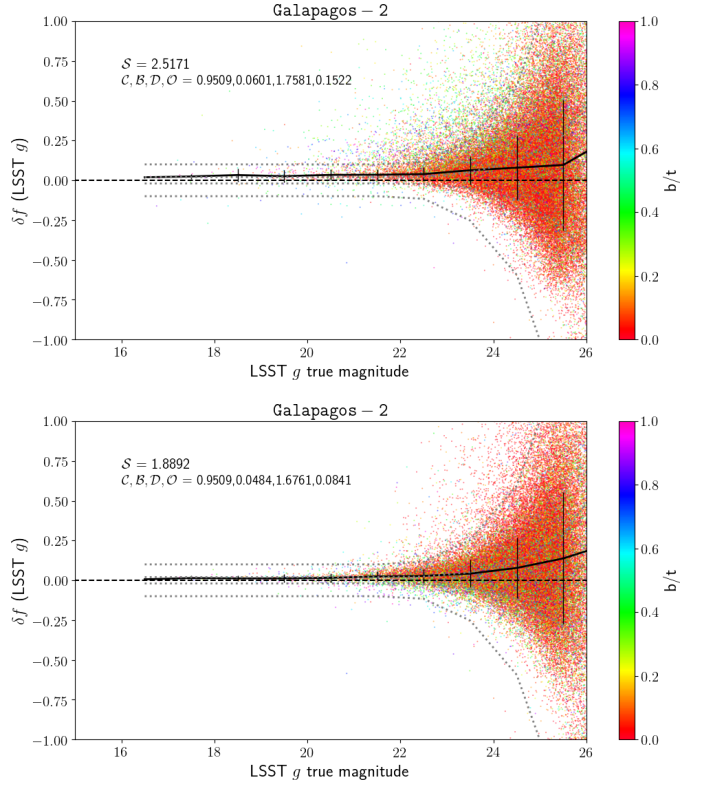 Galapagos − 2
1.00
0.75
0.50
0.25
0.00
−0.25
−0.50
−0.75
−1.00
δf (LSST g)
𝒮 = 2.5171
𝒞, ℬ, 𝒟, 𝒪 = 0.9509,0.0601,1.7581,0.1522
16 18 20 22 24 26
LSST g true magnitude
1.0
0.8
0.6
0.4
0.2
0.0
b/t
Galapagos − 2
1.00
0.75
0.50
0.25
0.00
−0.25
−0.50
−0.75
−1.00
δf (LSST g)
𝒮 = 1.8892
𝒞, ℬ, 𝒟, 𝒪 = 0.9509,0.0484,1.6761,0.0841
16 18 20 22 24 26
LSST g true magnitude
1.0
0.8
0.6
0.4
0.2
0.0
b/t